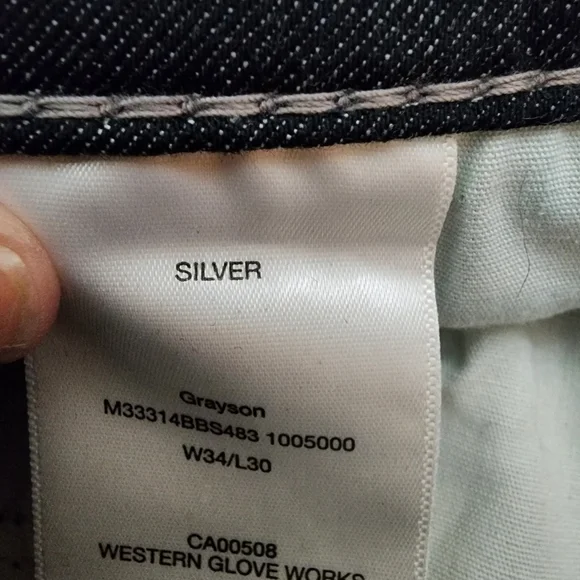 SILVER
Grayson
M33314BBS483 1005000
W34/L30
CA00508
WESTERN GLOVE WORKS